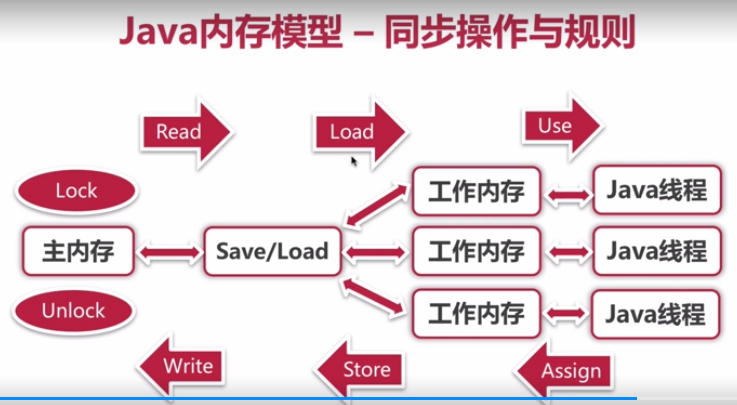 Java内存模型 – 同步操作与规则
Read
Load
Use
Lock
工作内存
Java线程
主内存
Save/Load
工作内存
Java线程
Unlock
工作内存
Java线程
Write
Store
Assign